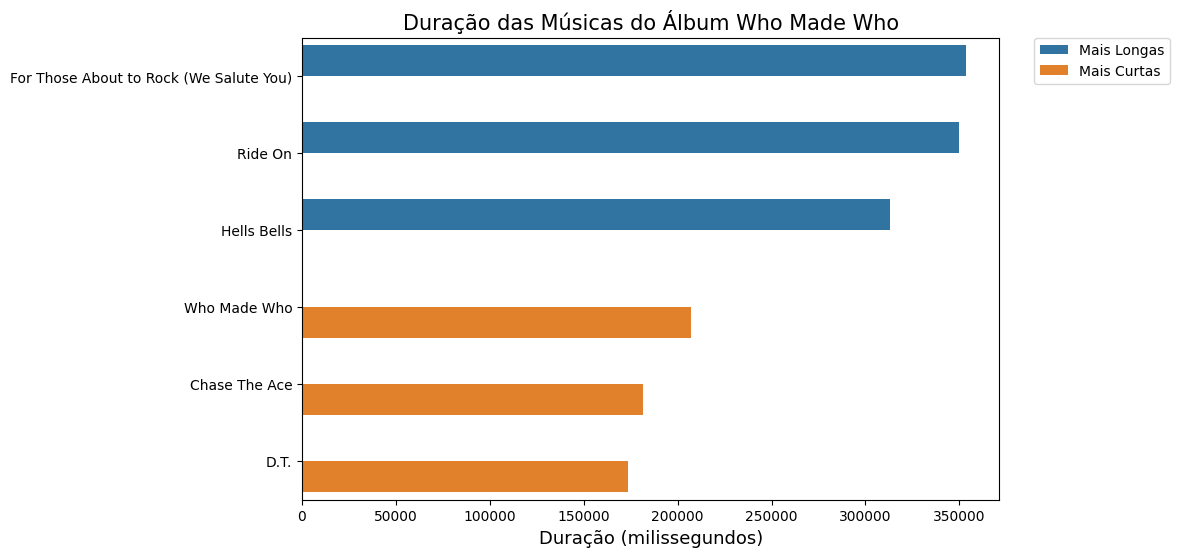 Duração das Músicas do Álbum Who Made Who
Mais Longas
Mais Curtas
For Those About to Rock (We Salute You)
Ride On
Hells Bells
Who Made Who
Chase The Ace
D.T.
0 50000 100000 150000 200000 250000 300000 350000
Duração (milissegundos)